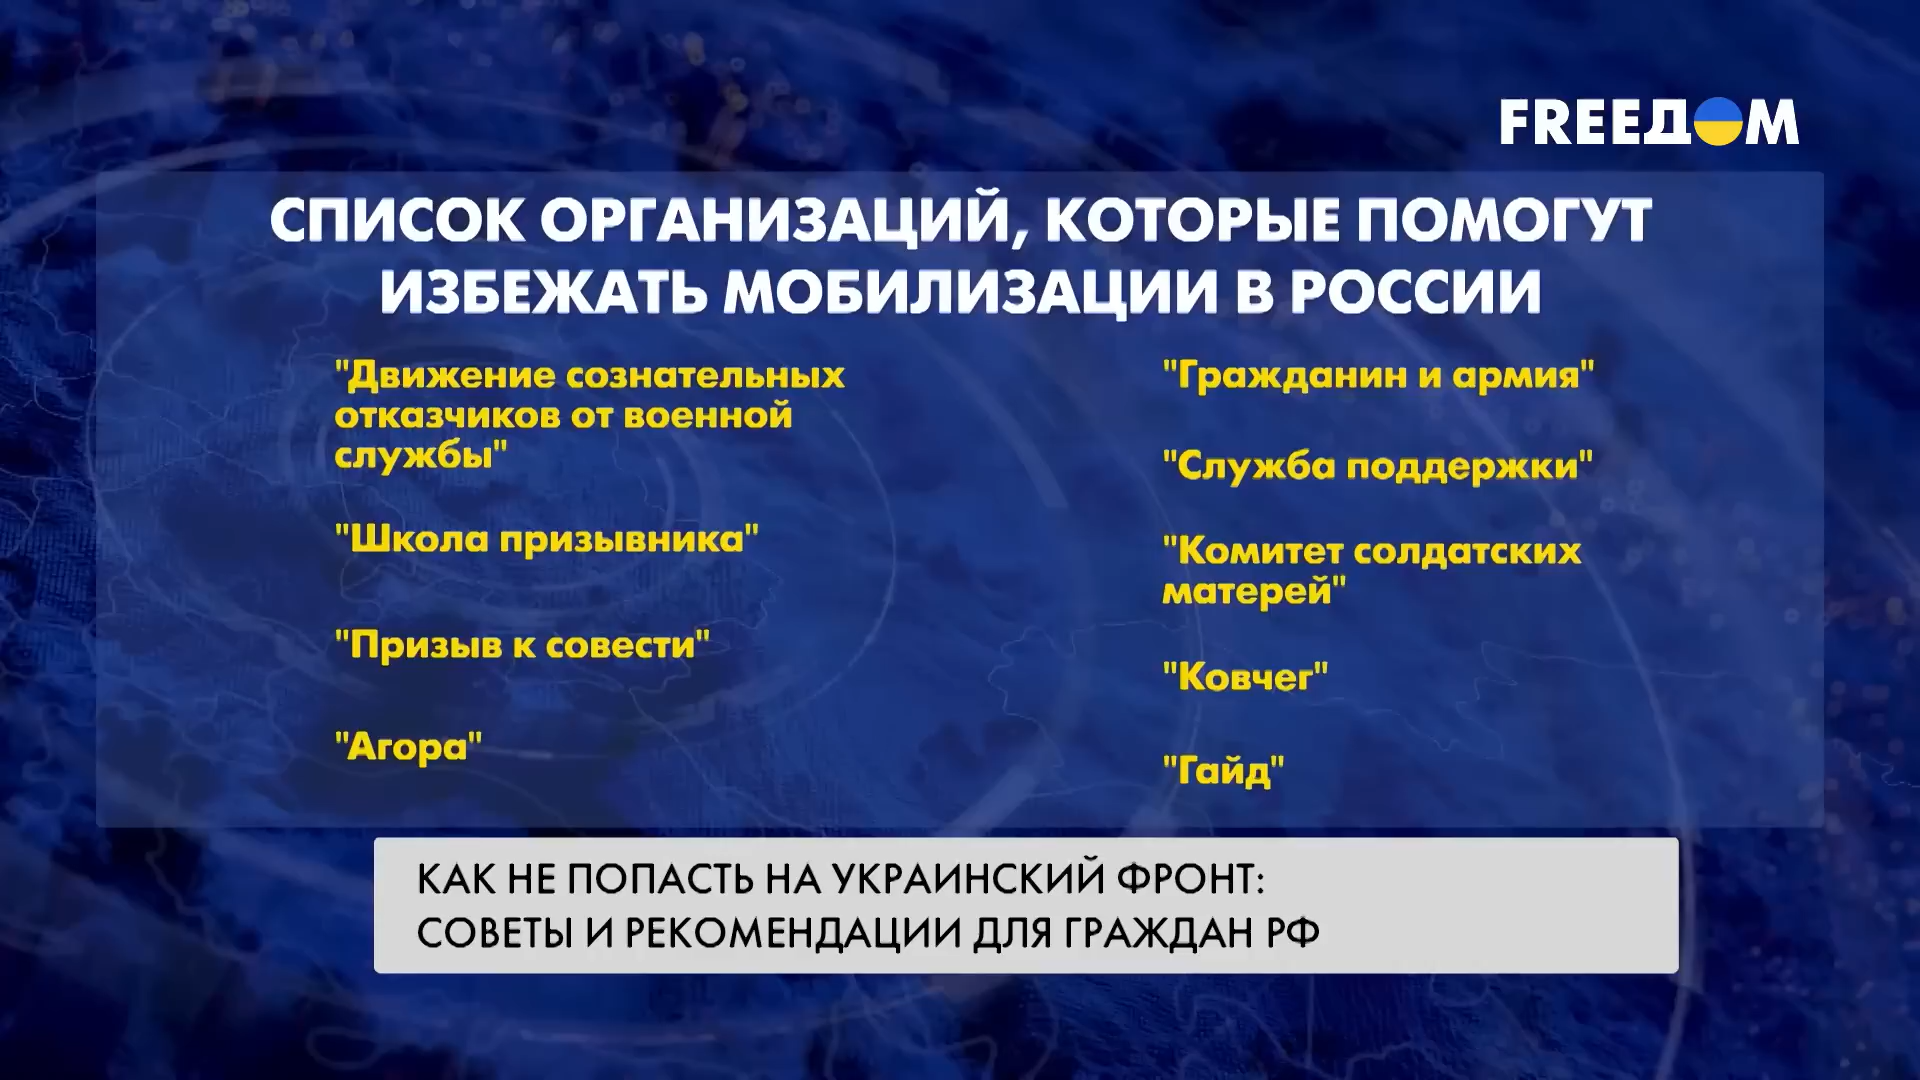 FREEДOM
СПИСОК ОРГАНИЗАЦИЙ, КОТОРЫЕ ПОМОГУТ
ИЗБЕЖАТЬ МОБИЛИЗАЦИИ В РОССИИ
"Движение сознательных
отказчиков от военной
службы"
"Школа призывника"
"Призыв к совести"
"Агора"
"Гражданин и армия"
"Служба поддержки"
"Комитет солдатских
матерей"
"Ковчег"
"Гайд"
КАК НЕ ПОПАСТЬ НА УКРАИНСКИЙ ФРОНТ:
СОВЕТЫ И РЕКОМЕНДАЦИИ ДЛЯ ГРАЖДАН РФ